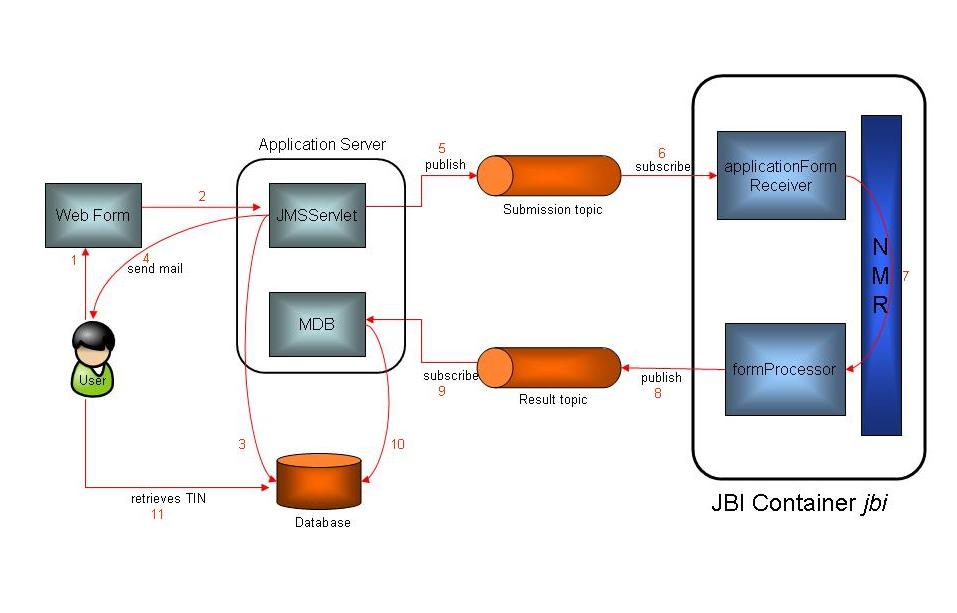 Application Server
5
publish
6
subscribe
applicationForm
Receiver
2
Web Form
JMSServlet
Submission topic
1
4
send mail
N
M
R
7
MDB
User
subscribe
9
Result topic
publish
8
formProcessor
3
10
retrieves TIN
11
Database
JBI Container jbi